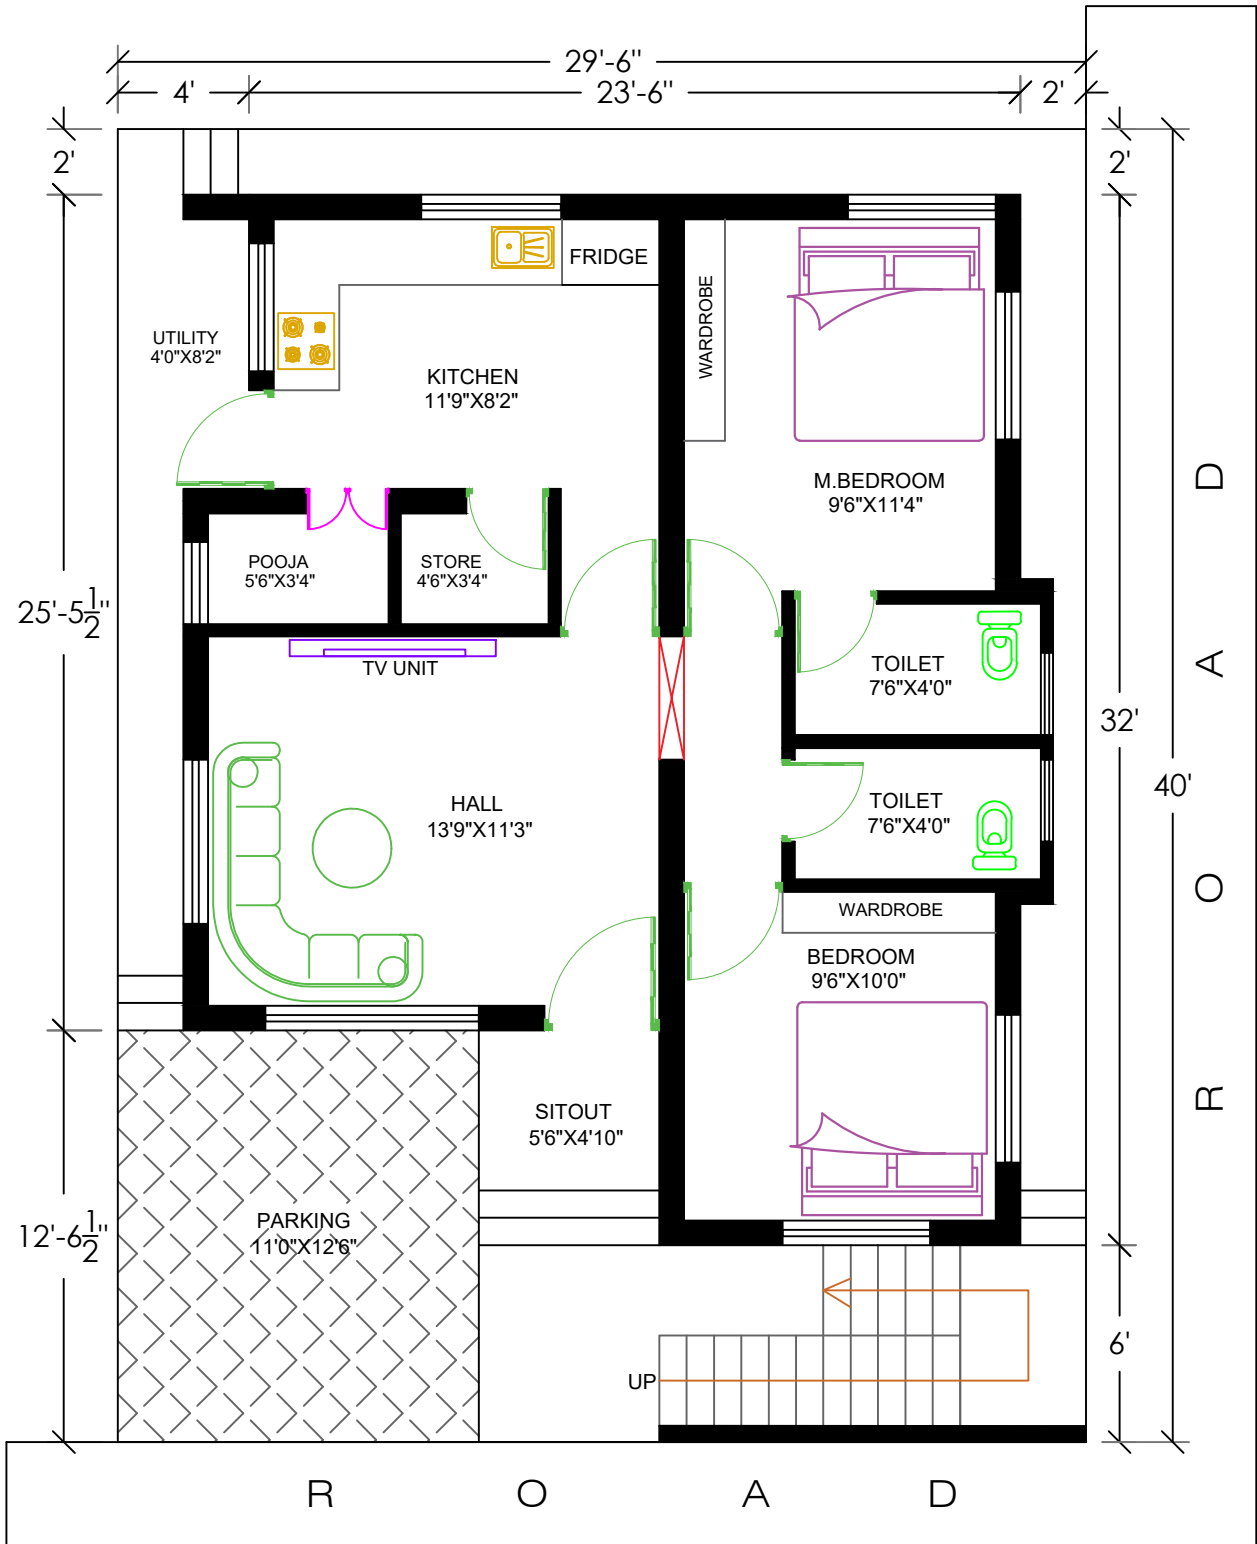 29'-6"
4'
23'-6"
2'
2'
2'
FRIDGE
WARDROBE
UTILITY
4'0"X8'2"
KITCHEN
11'9"X8'2"
M.BEDROOM
9'6"X11'4"
D
POOJA
5'6"X3'4"
STORE
4'6"X3'4"
25'-5 1/2"
TV UNIT
TOILET
7'6"X4'0"
A
32'
40'
HALL
13'9"X11'3"
TOILET
7'6"X4'0"
O
WARDROBE
BEDROOM
9'6"X10'0"
R
SITOUT
5'6"X4'10"
PARKING
11'0"X12'6"
12'-6 1/2"
6'
UP
R O A D